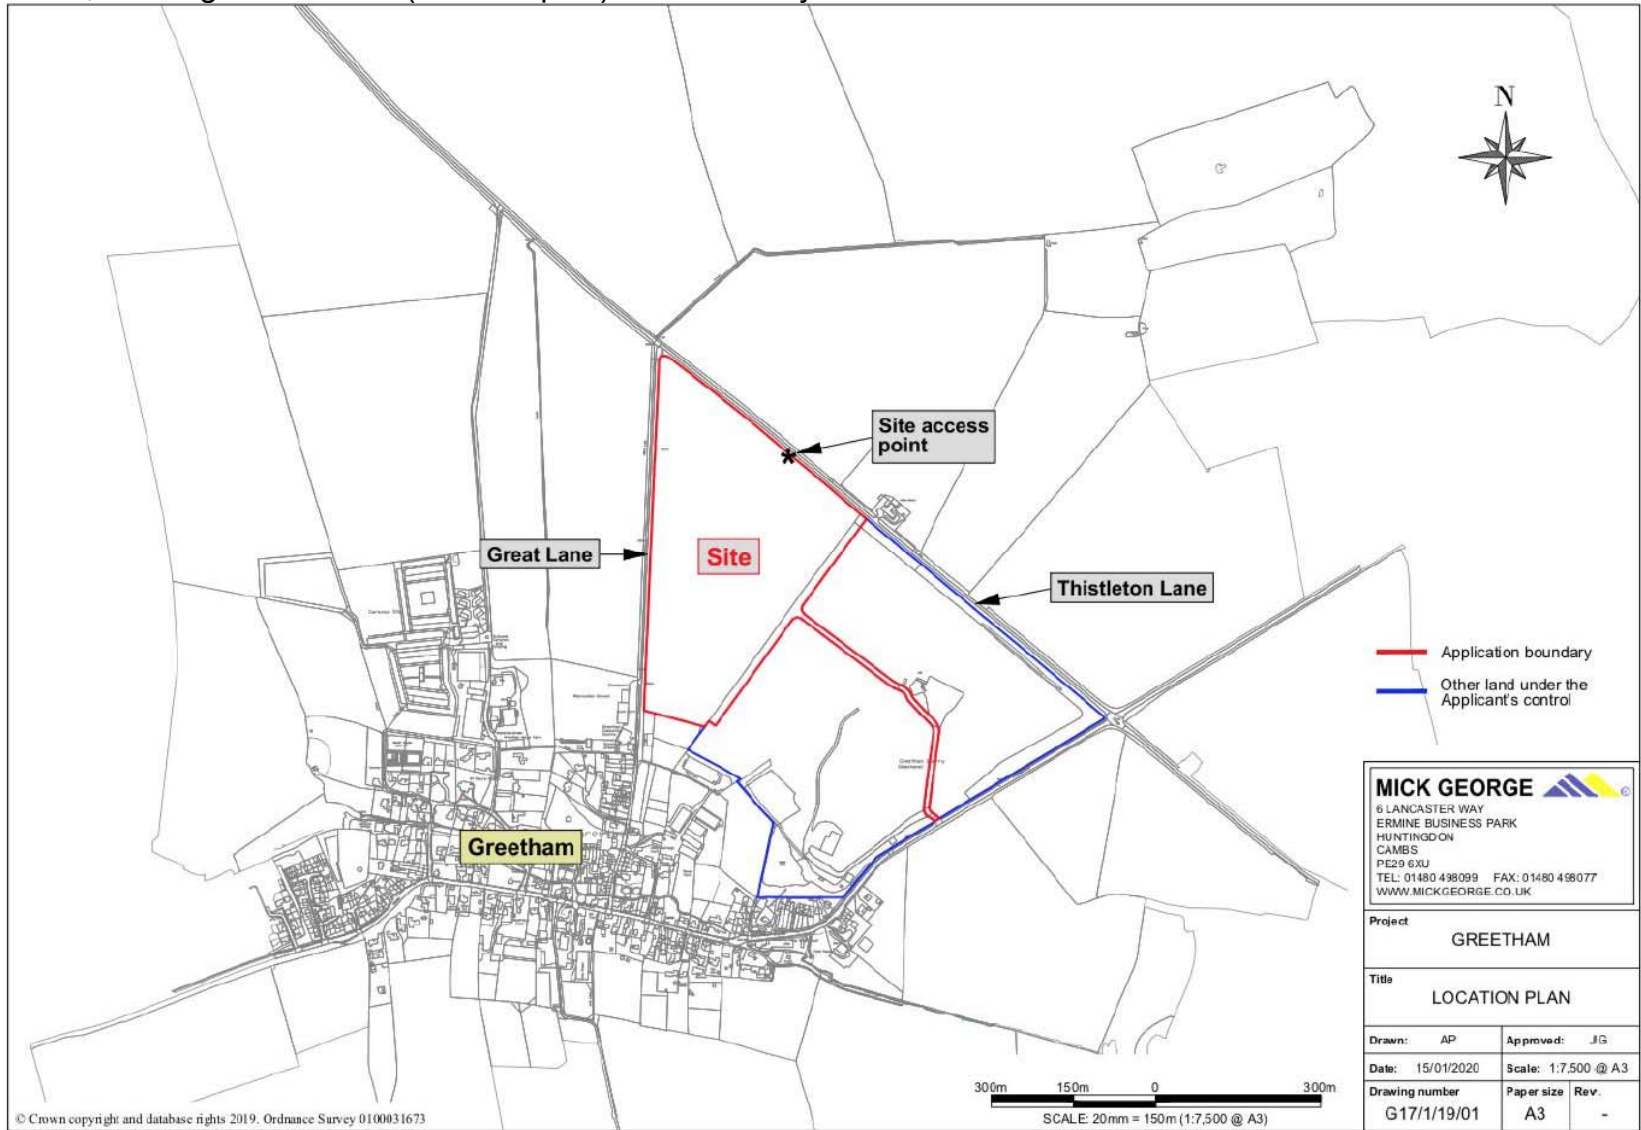 N
Site access
point
Great Lane
Site
Thistleton Lane
Application boundary
Other land under the
Applicant's control
Greetham
MICK GEORGE
6 LANCASTER WAY
ERMINE BUSINESS PARK
HUNTINGDON
CAMBS
PE29 6XU
TEL: 01480 498099 FAX: 01480 498077
WWW.MICKGEORGE.CO.UK
Project
GREETHAM
Title
LOCATION PLAN
Drawn: AP Approved: JG
Date: 15/01/2020 Scale: 1:7,500 @ A3
Drawing number Paper size Rev.
G17/1/19/01 A3 -
300m 150m 0 300m
SCALE: 20mm = 150m (1:7,500 @ A3)
© Crown copyright and database rights 2019. Ordnance Survey 0100031673